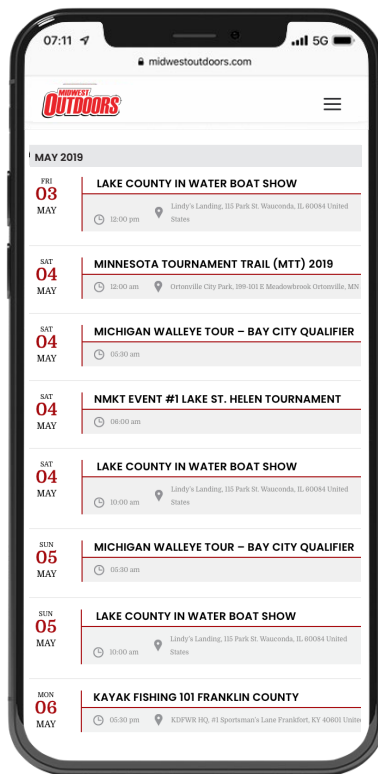 07:11
5G
midwestoutdoors.com
MIDWEST
OUTDOORS
MAY 2019
FRI
03
MAY
LAKE COUNTY IN WATER BOAT SHOW
12:00 pm
Lindy's Landing, 115 Park St. Wauconda, IL 60084 United
States
SAT
04
MAY
MINNESOTA TOURNAMENT TRAIL (MTT) 2019
12:00 am
Ortonville City Park, 199-101 E Meadowbrook Ortonville, MN
SAT
04
MAY
MICHIGAN WALLEYE TOUR – BAY CITY QUALIFIER
05:30 am
SAT
04
MAY
NMKT EVENT #1 LAKE ST. HELEN TOURNAMENT
06:00 am
SAT
04
MAY
LAKE COUNTY IN WATER BOAT SHOW
10:00 am
Lindy's Landing, 115 Park St. Wauconda, IL 60084 United
States
SUN
05
MAY
MICHIGAN WALLEYE TOUR – BAY CITY QUALIFIER
05:30 am
SUN
05
MAY
LAKE COUNTY IN WATER BOAT SHOW
10:00 am
Lindy's Landing, 115 Park St. Wauconda, IL 60084 United
States
MON
06
MAY
KAYAK FISHING 101 FRANKLIN COUNTY
05:30 pm
KDFWR HQ, #1 Sportsman's Lane Frankfort, KY 40601 Unite